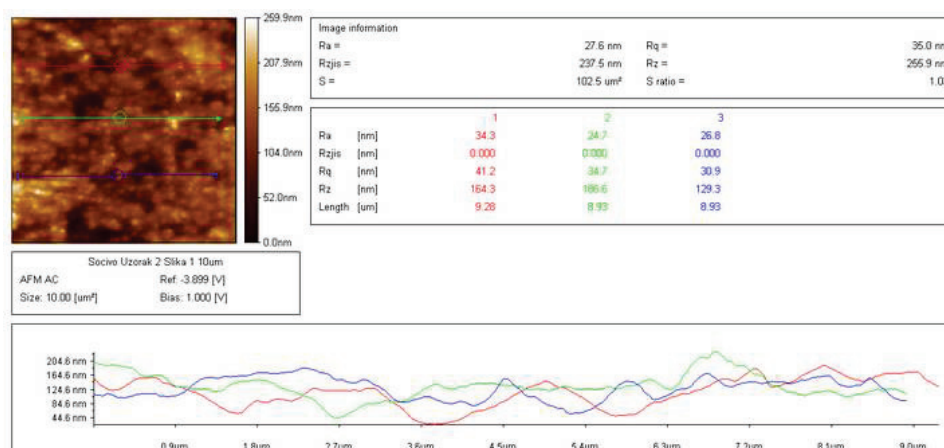 259.9nm
207.9nm
155.9nm
104.0nm
52.0nm
0.0nm
Image information
Ra = 27.6 nm Rq = 35.0 nm
Rzjis = 237.5 nm Rz = 255.9 nm
S = 102.5 um² S ratio = 1.0
1 2 3
Ra [nm] 34.3 24.7 26.8
Rzjis [nm] 0.000 0.000 0.000
Rq [nm] 41.2 34.7 30.9
Rz [nm] 164.3 186.6 129.3
Length [um] 9.28 8.93 8.93
Socivo Uzorak 2 Slika 1 10um
AFM AC Ref: -3.899 [V]
Size: 10.00 [um²] Bias: 1.000 [V]
204.6 nm
164.6 nm
124.6 nm
84.6 nm
44.6 nm
0.9um 1.8um 2.7um 3.6um 4.5um 5.4um 6.3um 7.2um 8.1um 9.0um